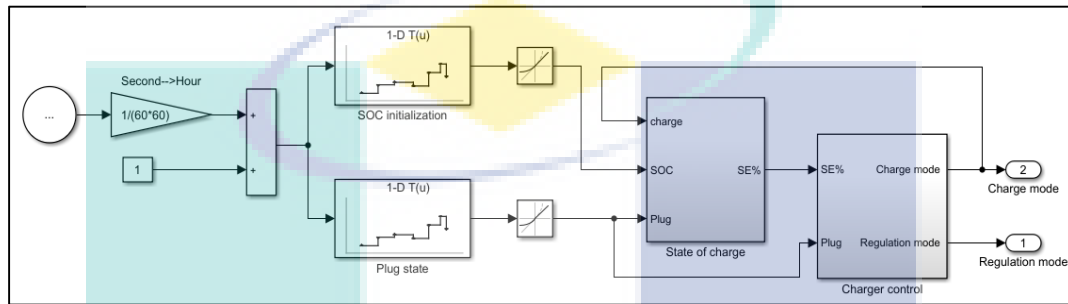 ...
Second-->Hour
1/(60*60)
1
+
+
1-D T(u)
SOC initialization
1-D T(u)
Plug state
charge
SOC
Plug
SE%
State of charge
SE%
Plug
Charge mode
Regulation mode
Charger control
2
Charge mode
1
Regulation mode